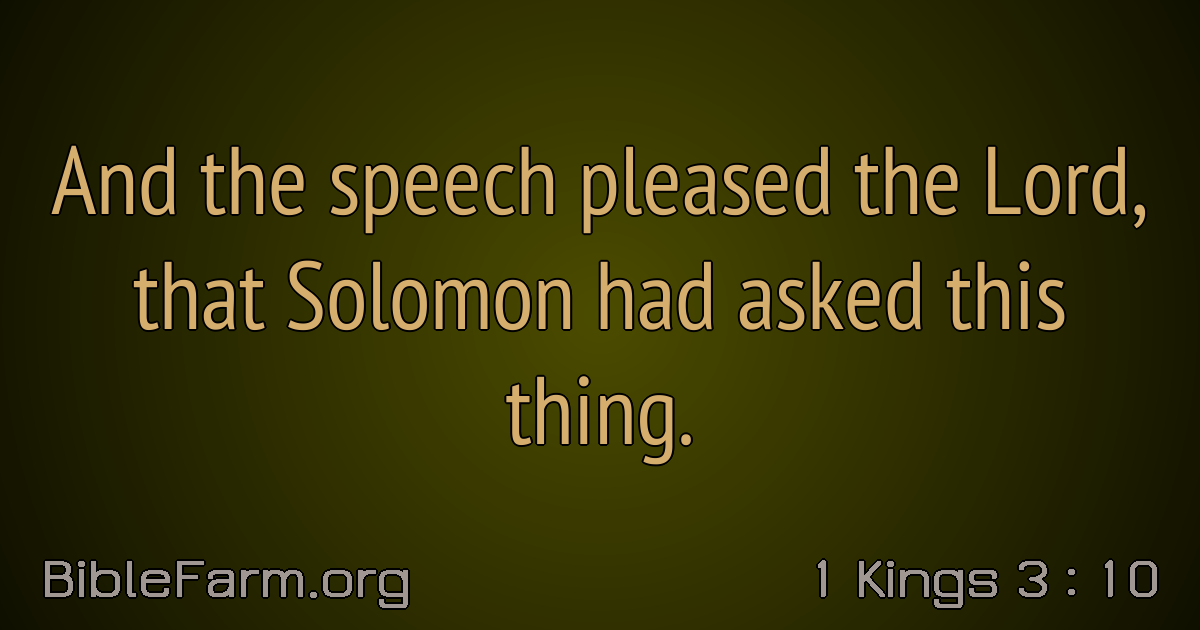 And the speech pleased the Lord,
that Solomon had asked this
thing.
BibleFarm.org
1 Kings 3 : 10